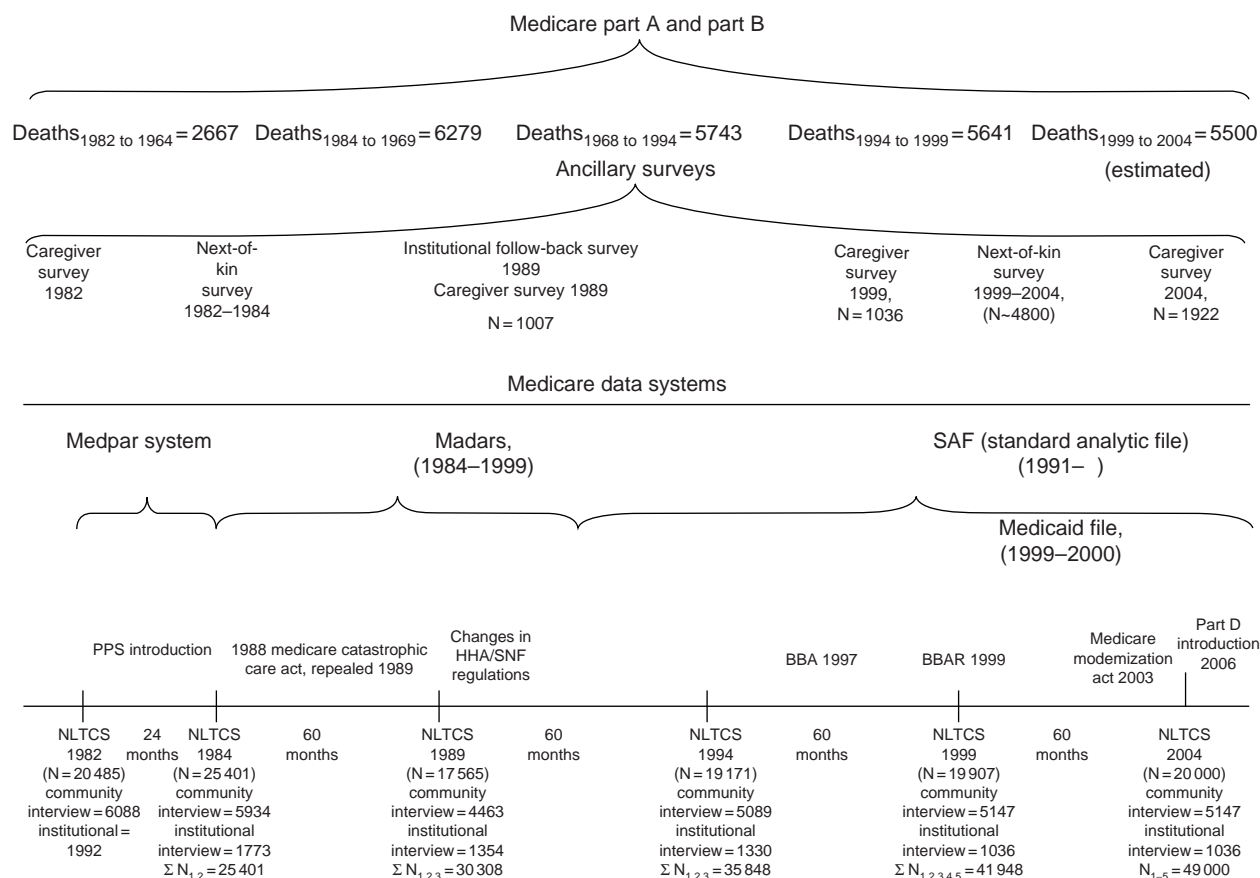 Medicare part A and part B
Deaths1982 to 1964 = 2667 Deaths1984 to 1969 = 6279 Deaths1968 to 1994 = 5743 Deaths1994 to 1999 = 5641 Deaths1999 to 2004 = 5500
(estimated)
Ancillary surveys
Caregiver
survey
1982
Next-of-
kin
survey
1982–1984
Institutional follow-back survey
1989
Caregiver survey 1989
N = 1007
Caregiver
survey
1999,
N = 1036
Next-of-kin
survey
1999–2004,
(N~4800)
Caregiver
survey
2004,
N = 1922
Medicare data systems
Medpar system
Madars,
(1984–1999)
SAF (standard analytic file)
(1991– )
Medicaid file,
(1999–2000)
PPS introduction
1988 medicare catastrophic
care act, repealed 1989
Changes in
HHA/SNF
regulations
BBA 1997
BBAR 1999
Medicare
modemization
act 2003
Part D
introduction
2006
NLTCS
1982
(N = 20 485)
community
interview = 6088
institutional =
1992
24
months
NLTCS
1984
(N = 25 401)
community
interview = 5934
institutional
interview = 1773
Σ N1,2 = 25 401
60
months
NLTCS
1989
(N = 17 565)
community
interview = 4463
institutional
interview = 1354
Σ N1,2,3 = 30 308
60
months
NLTCS
1994
(N = 19 171)
community
interview = 5089
institutional
interview = 1330
Σ N1,2,3 = 35 848
60
months
NLTCS
1999
(N = 19 907)
community
interview = 5147
institutional
interview = 1036
Σ N1,2,3,4,5 = 41 948
60
months
NLTCS
2004
(N = 20 000)
community
interview = 5147
institutional
interview = 1036
N1–5 = 49 000